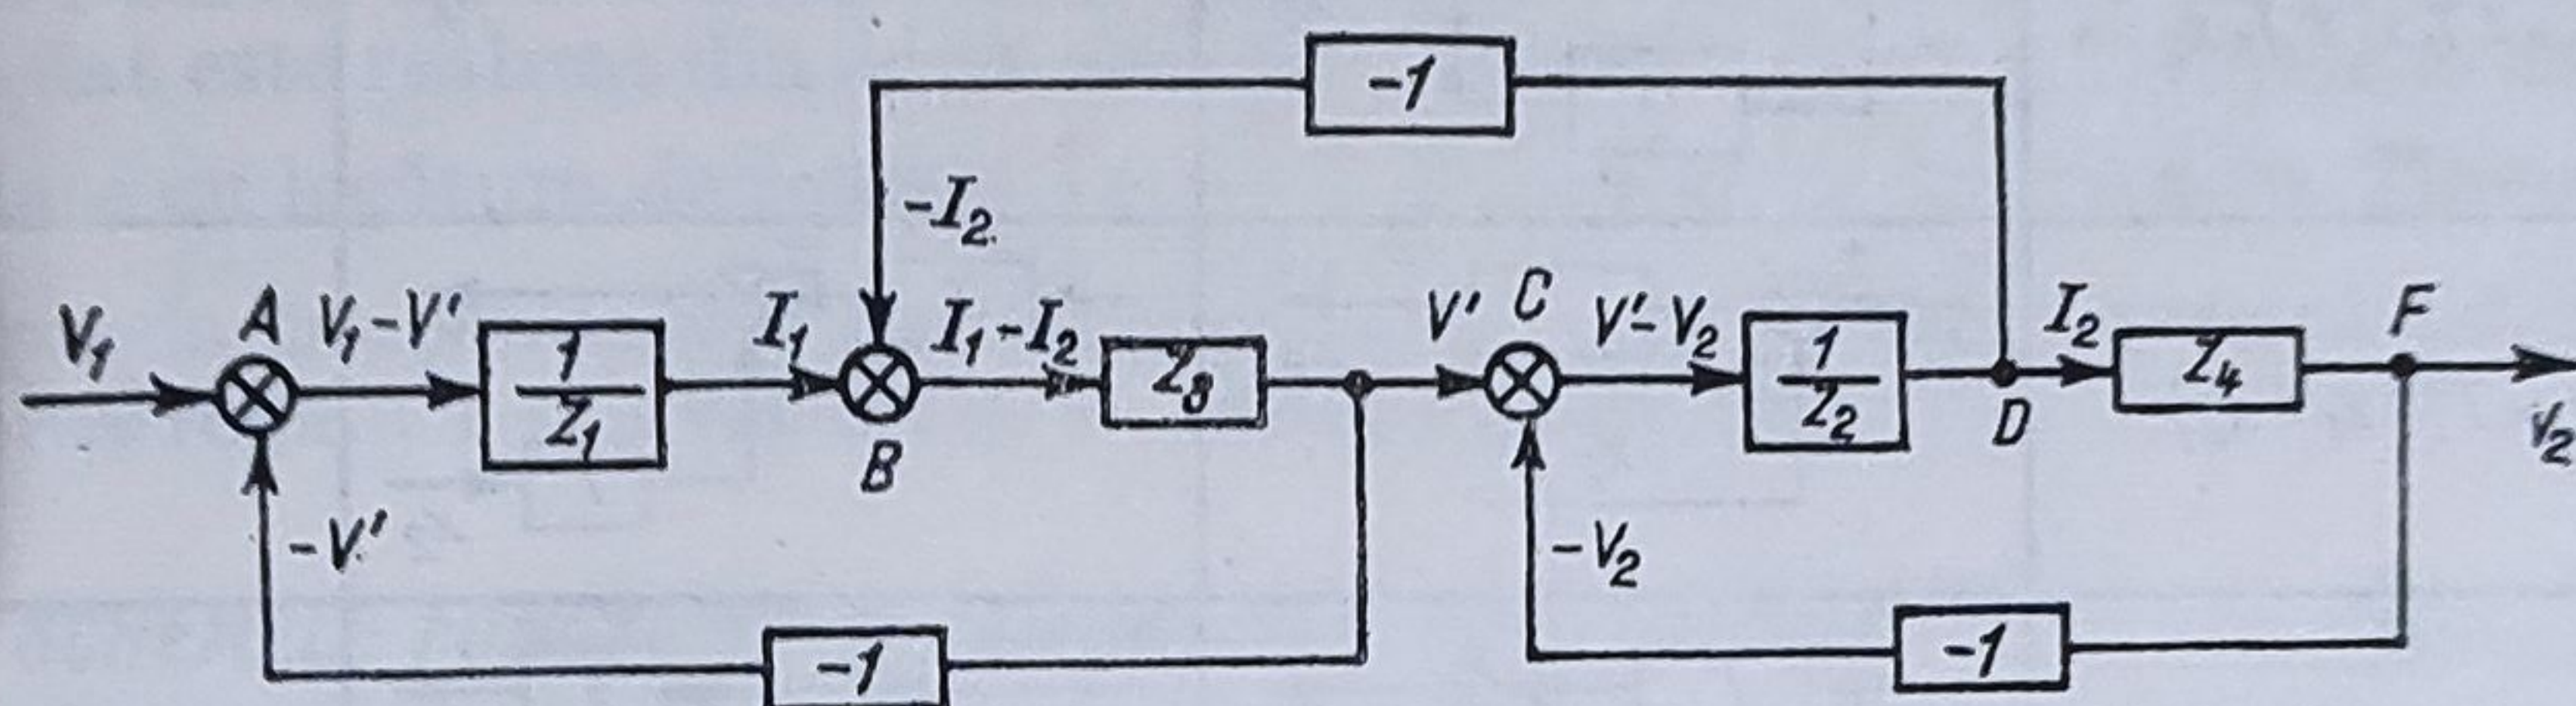 -1
-I₂
V₁ A V₁-V' 1/Z₁ I₁ B I₁-I₂ Z₃ V' C V'-V₂ 1/Z₂ D I₂ Z₄ F V₂
-V' -V₂
-1 -1